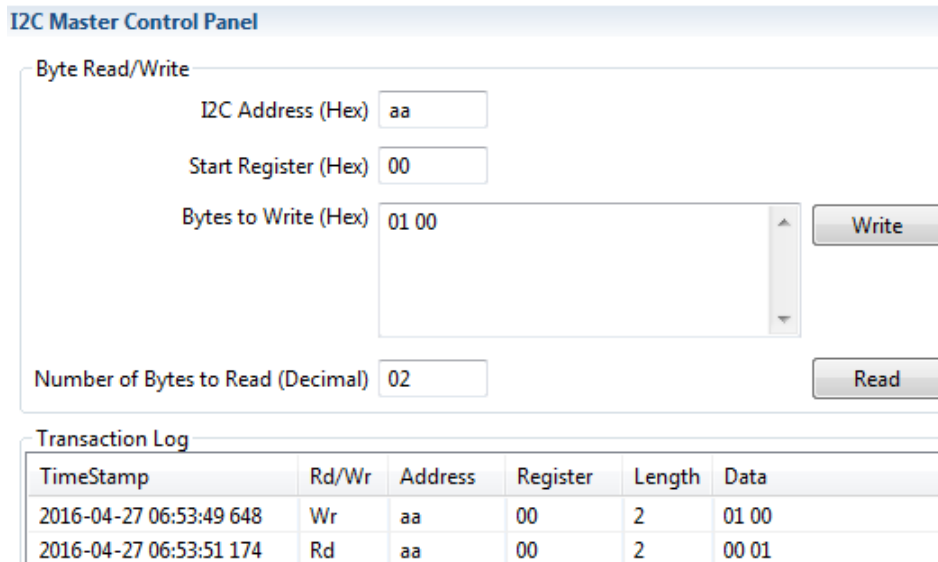 I2C Master Control Panel
Byte Read/Write
I2C Address (Hex) aa
Start Register (Hex) 00
Bytes to Write (Hex) 01 00 Write
Number of Bytes to Read (Decimal) 02 Read
Transaction Log
TimeStamp Rd/Wr Address Register Length Data
2016-04-27 06:53:49 648 Wr aa 00 2 01 00
2016-04-27 06:53:51 174 Rd aa 00 2 00 01